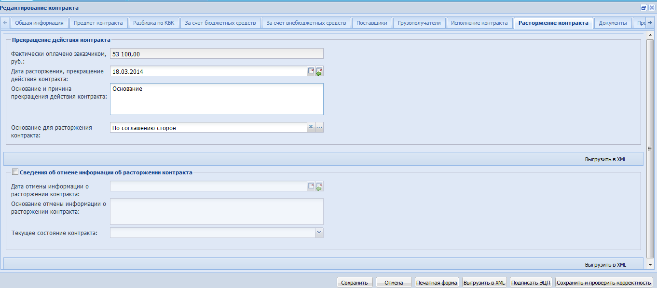 Редактирование контракта
Общая информация
Предмет контракта
Разбивка по КБК
За счет бюджетных средств
За счет внебюджетных средств
Поставщики
Грузополучатели
Исполнение контракта
Расторжение контракта
Документы
Прекращение действия контракта
Фактически оплачено заказчиком, руб.:
53 100,00
Дата расторжения, прекращение действия контракта:
18.03.2014
Основание и причина прекращения действия контракта:
Основание
Основание для расторжения контракта:
По соглашению сторон
Выгрузить в XML
Сведения об отмене информации об расторжении контракта
Дата отмены информации о расторжении контракта:
Основание отмены информации о расторжении контракта:
Текущее состояние контракта:
Выгрузить в XML
Сохранить
Отмена
Печатная форма
Выгрузить в XML
Подписать ЭЦП
Сохранить и проверить корректность